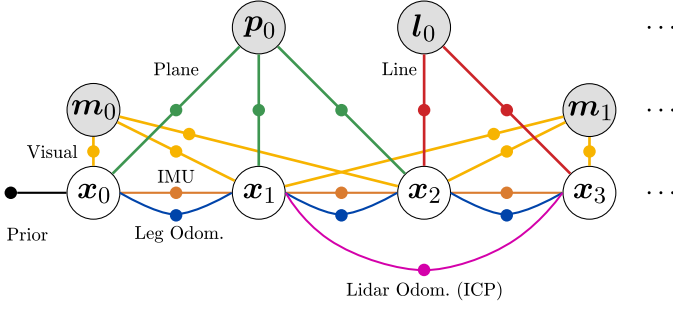 p₀ l₀ ...
Plane Line
m₀ m₁ ...
Visual
IMU
x₀ x₁ x₂ x₃ ...
Prior
Leg Odom.
Lidar Odom. (ICP)